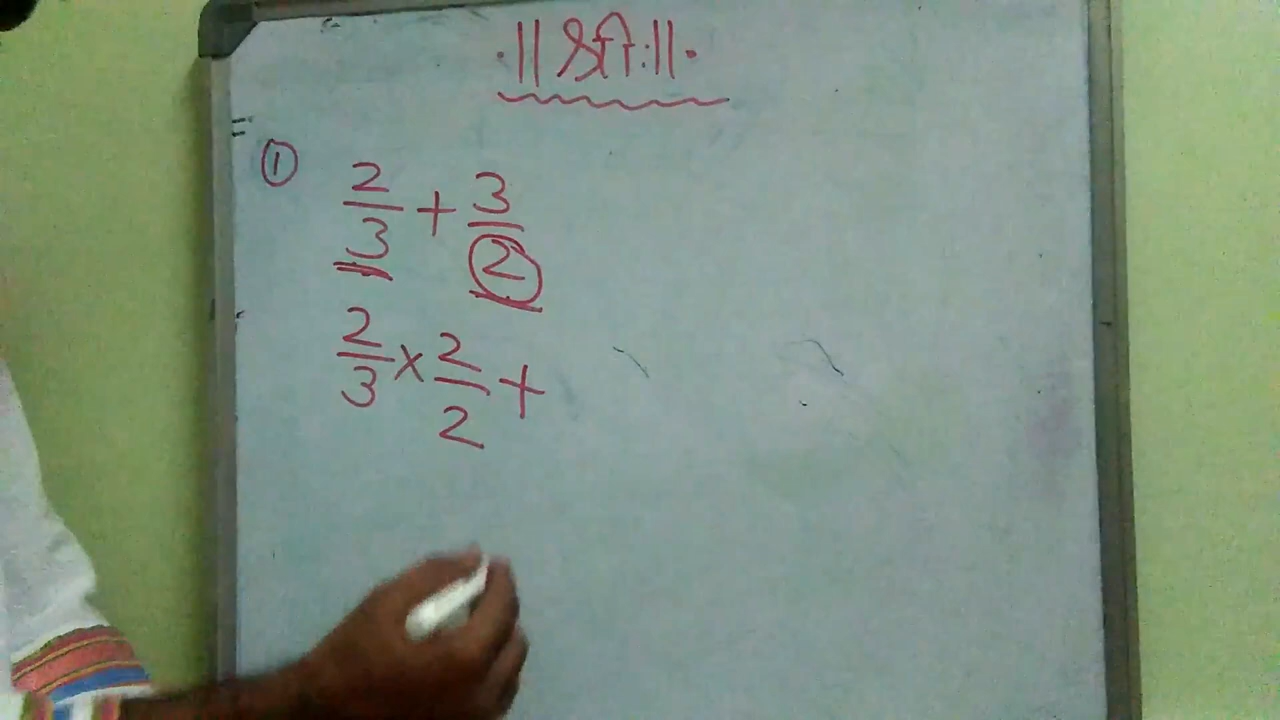 ॥ श्री: ॥
① 2/3 + 3/2
2/3 × 2/2 +